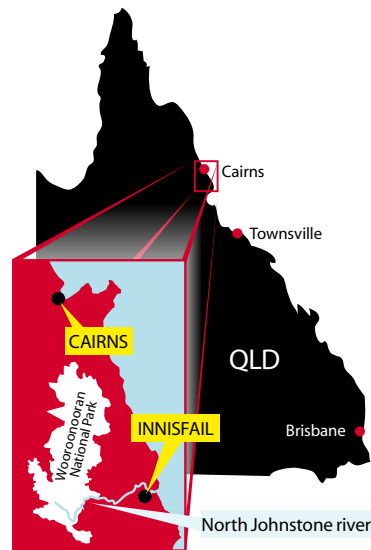 Cairns
Townsville
QLD
Brisbane
CAIRNS
Wooroonooran
National Park
INNISFAIL
North Johnstone river